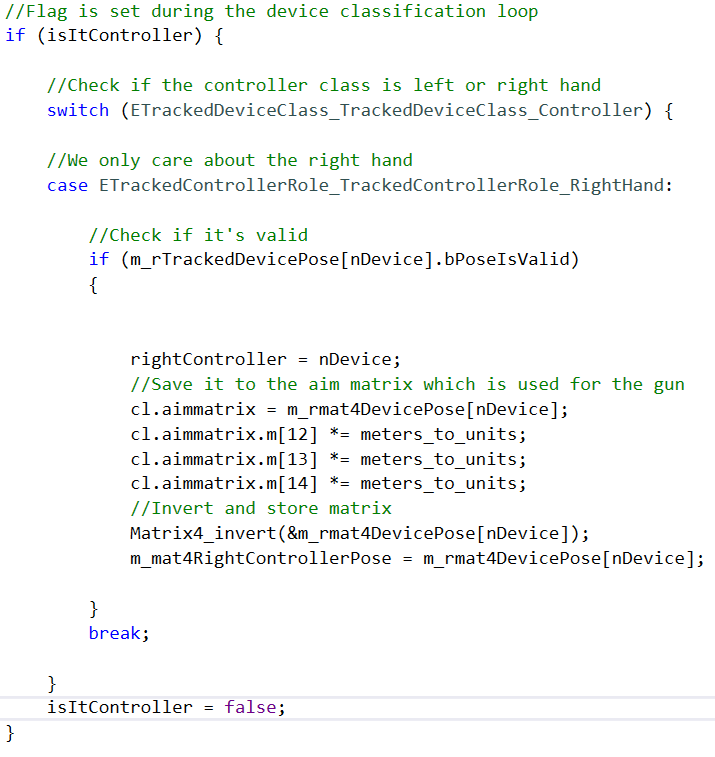 //Flag is set during the device classification loop
if (isItController) {
//Check if the controller class is left or right hand
switch (ETrackedDeviceClass_TrackedDeviceClass_Controller) {
//We only care about the right hand
case ETrackedControllerRole_TrackedControllerRole_RightHand:
//Check if it's valid
if (m_rTrackedDevicePose[nDevice].bPoseIsValid)
{
rightController = nDevice;
//Save it to the aim matrix which is used for the gun
cl.aimmatrix = m_rmat4DevicePose[nDevice];
cl.aimmatrix.m[12] *= meters_to_units;
cl.aimmatrix.m[13] *= meters_to_units;
cl.aimmatrix.m[14] *= meters_to_units;
//Invert and store matrix
Matrix4_invert(&m_rmat4DevicePose[nDevice]);
m_mat4RightControllerPose = m_rmat4DevicePose[nDevice];
}
break;
}
isItController = false;
}